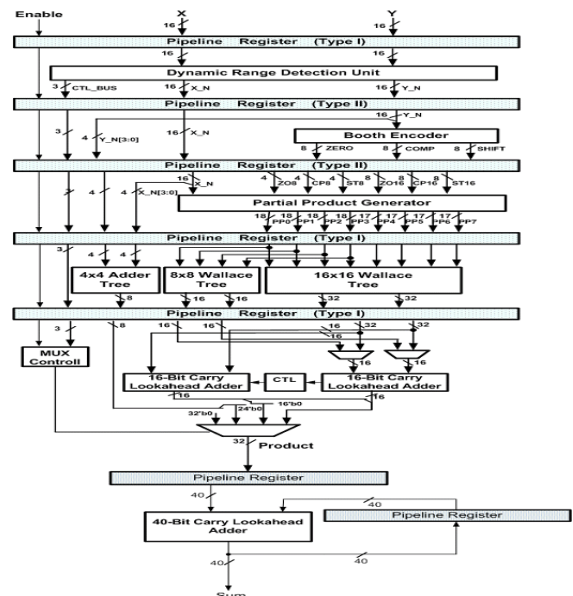 Enable X Y
16 16
Pipeline Register (Type I)
16 16
Dynamic Range Detection Unit
3 CTL_BUS 16 X_N 16 Y_N
Pipeline Register (Type II)
3 4 Y_N[3:0] 16 X_N Y_N
Booth Encoder
8 ZERO 8 COMP 8 SHIFT
Pipeline Register (Type II)
4 4 X_N[3:0] 16 X_N 4 ZO8 4 CP8 4 ST8 8 ZO16 8 CP16 8 ST16
Partial Product Generator
18 18 18 18 17 17 17 17
PP0 PP1 PP2 PP3 PP4 PP5 PP6 PP7
Pipeline Register (Type I)
3 4 4
4x4 Adder Tree
8x8 Wallace Tree
16x16 Wallace Tree
8 16 16 32 32
Pipeline Register (Type I)
3 8 16 16 16 16 32 32
MUX Controll
16 16
16-Bit Carry Lookahead Adder
CTL
16-Bit Carry Lookahead Adder
16 16
32'b0 24'b0 16'b0
32 Product
Pipeline Register
40 40
40-Bit Carry Lookahead Adder
Pipeline Register
40
40 40
Sum